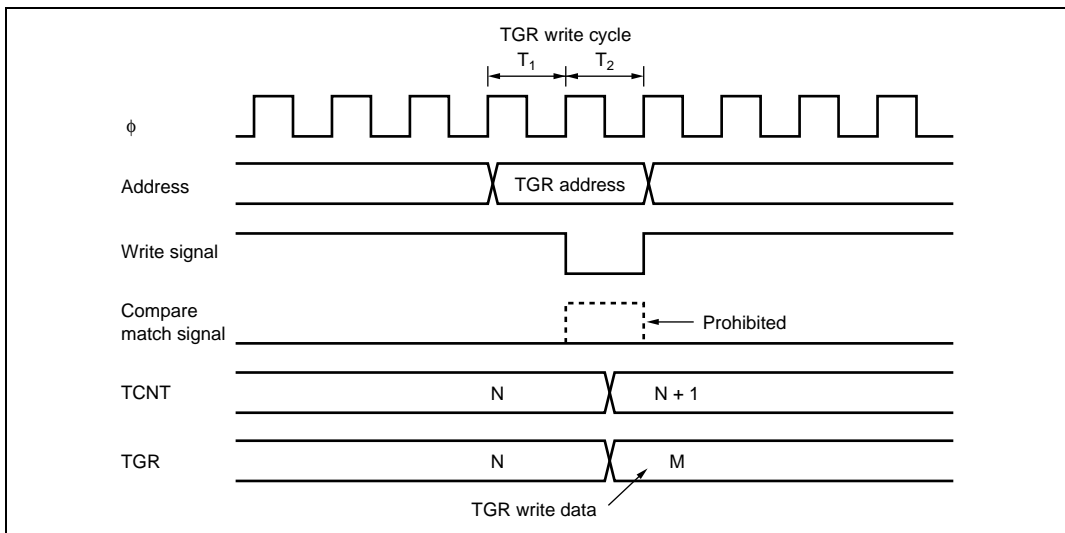 TGR write cycle
T1 T2
φ
Address TGR address
Write signal
Compare
match signal Prohibited
TCNT N N + 1
TGR N M
TGR write data